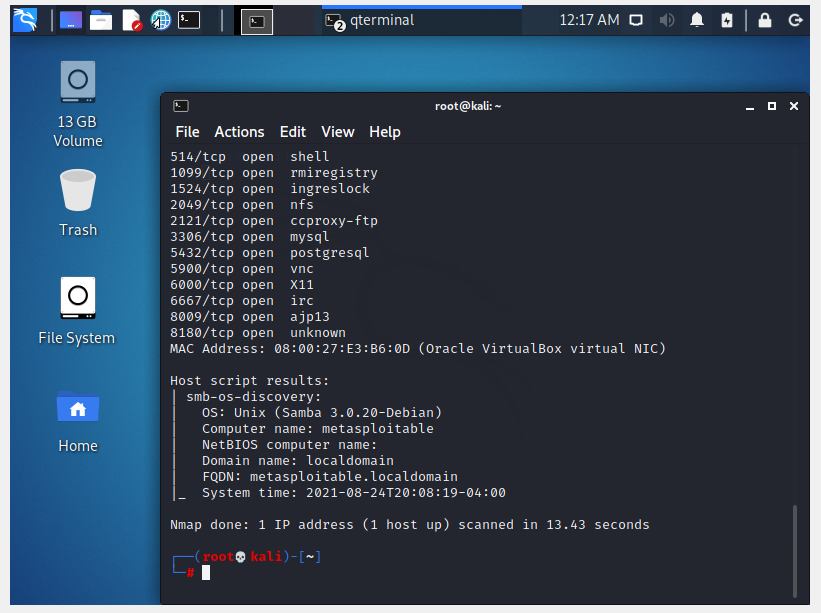 qterminal
12:17 AM
2
13 GB
Volume
Trash
File System
Home
root@kali: ~
File Actions Edit View Help
514/tcp open shell
1099/tcp open rmiregistry
1524/tcp open ingreslock
2049/tcp open nfs
2121/tcp open ccproxy-ftp
3306/tcp open mysql
5432/tcp open postgresql
5900/tcp open vnc
6000/tcp open X11
6667/tcp open irc
8009/tcp open ajp13
8180/tcp open unknown
MAC Address: 08:00:27:E3:B6:0D (Oracle VirtualBox virtual NIC)
Host script results:
| smb-os-discovery:
|   OS: Unix (Samba 3.0.20-Debian)
|   Computer name: metasploitable
|   NetBIOS computer name:
|   Domain name: localdomain
|   FQDN: metasploitable.localdomain
|_  System time: 2021-08-24T20:08:19-04:00
Nmap done: 1 IP address (1 host up) scanned in 13.43 seconds
┌──(root💀kali)-[~]
└─#